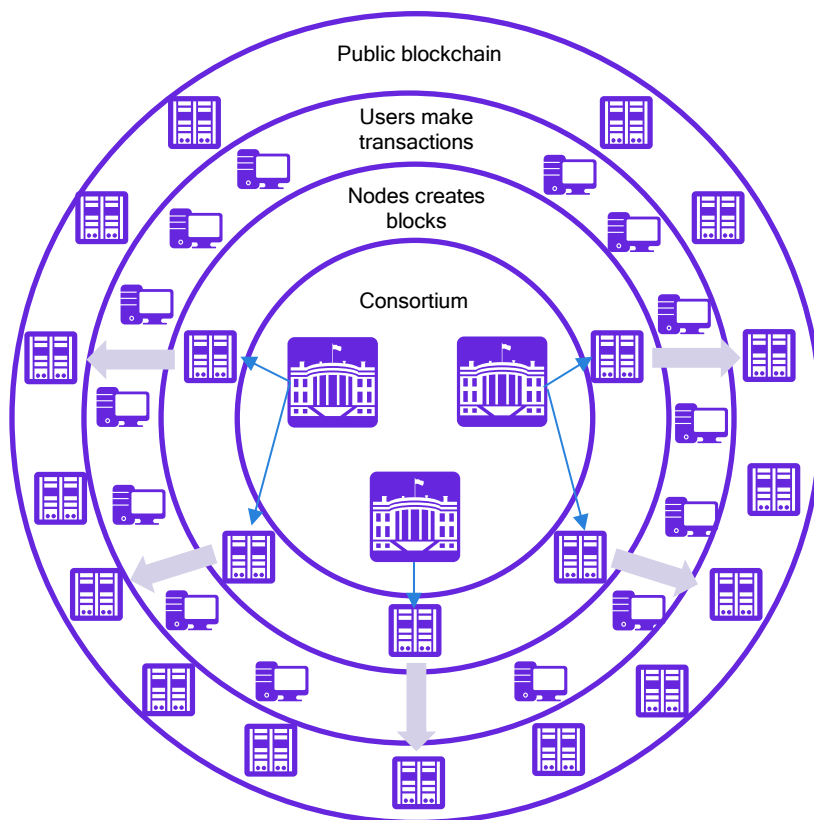 Public blockchain
Users make
transactions
Nodes creates
blocks
Consortium